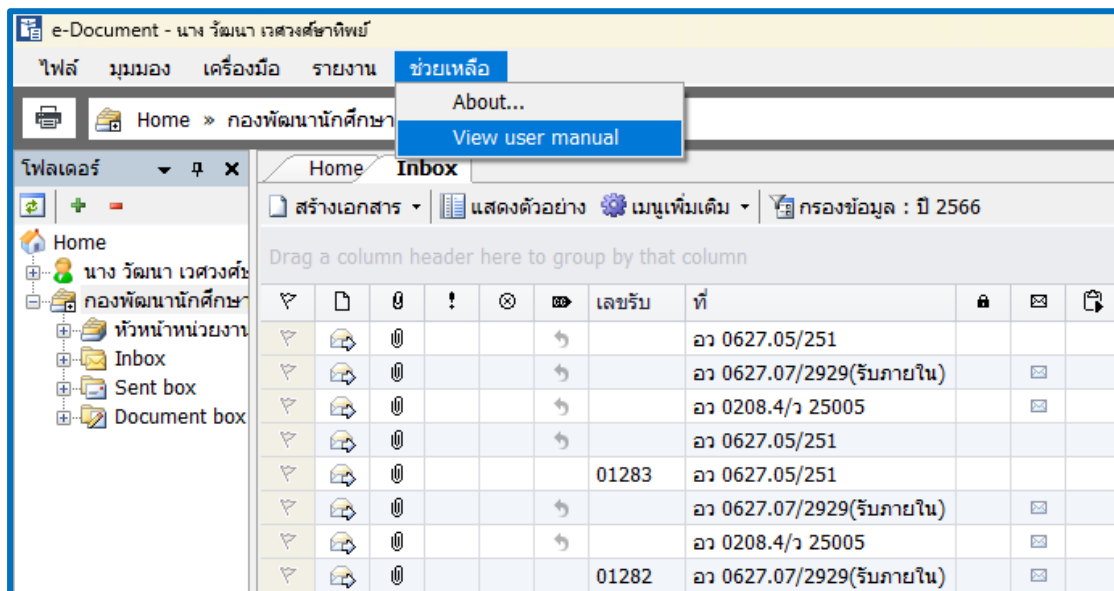 e-Document - นาง วัฒนา เวศวงศ์ษาทิพย์
ไฟล์ มุมมอง เครื่องมือ รายงาน ช่วยเหลือ
About...
View user manual
Home » กองพัฒนานักศึกษา
โฟลเดอร์
Home Inbox
สร้างเอกสาร แสดงตัวอย่าง เมนูเพิ่มเติม กรองข้อมูล : ปี 2566
Drag a column header here to group by that column
Home
นาง วัฒนา เวศวงศ์ษ
กองพัฒนานักศึกษา
หัวหน้าหน่วยงาน
Inbox
Sent box
Document box
เลขรับ ที่
อว 0627.05/251
อว 0627.07/2929(รับภายใน)
อว 0208.4/ว 25005
อว 0627.05/251
01283 อว 0627.05/251
อว 0627.07/2929(รับภายใน)
อว 0208.4/ว 25005
01282 อว 0627.07/2929(รับภายใน)